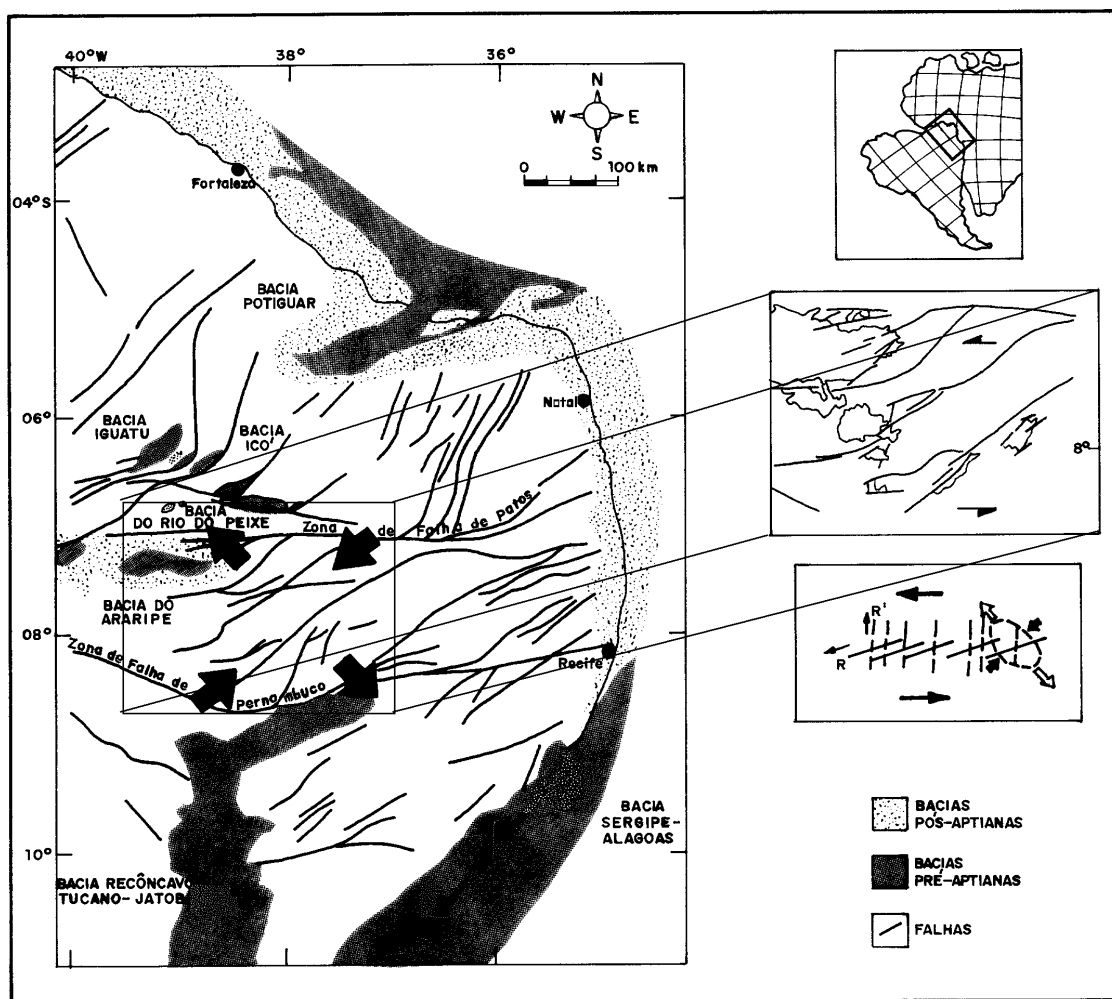 40°W
38°
36°
N
W E
S
0 100 km
Fortaleza
04°S
BACIA
POTIGUAR
Natal
06°
BACIA
IGUATU
BACIA
ICÓ
8°
BACIA
DO RIO DO PEIXE
Zona de Falha de Patos
BACIA DO
ARARIPE
R'
R
08°
Zona de Falha de
Pernambuco
Recife
BACIA
SERGIPE-
ALAGOAS
BACIAS
PÓS-APTIANAS
10°
BACIA RECÔNCAVO
TUCANO-JATOBÁ
BACIAS
PRÉ-APTIANAS
FALHAS